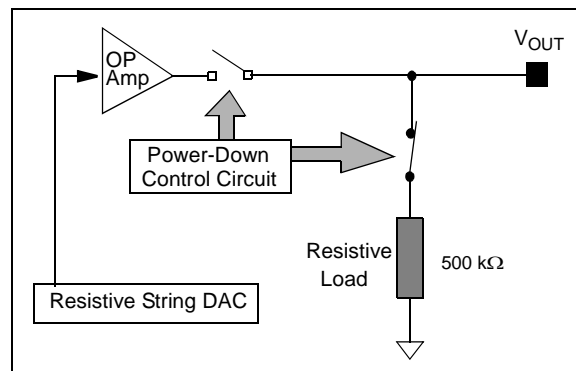 OP
Amp
VOUT
Power-Down
Control Circuit
Resistive
Load
500 kΩ
Resistive String DAC